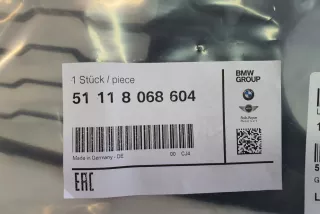 1 Stück / piece
51 11 8 068 604
Made in Germany - DE
00 CJ4
EAC
BMW
GROUP